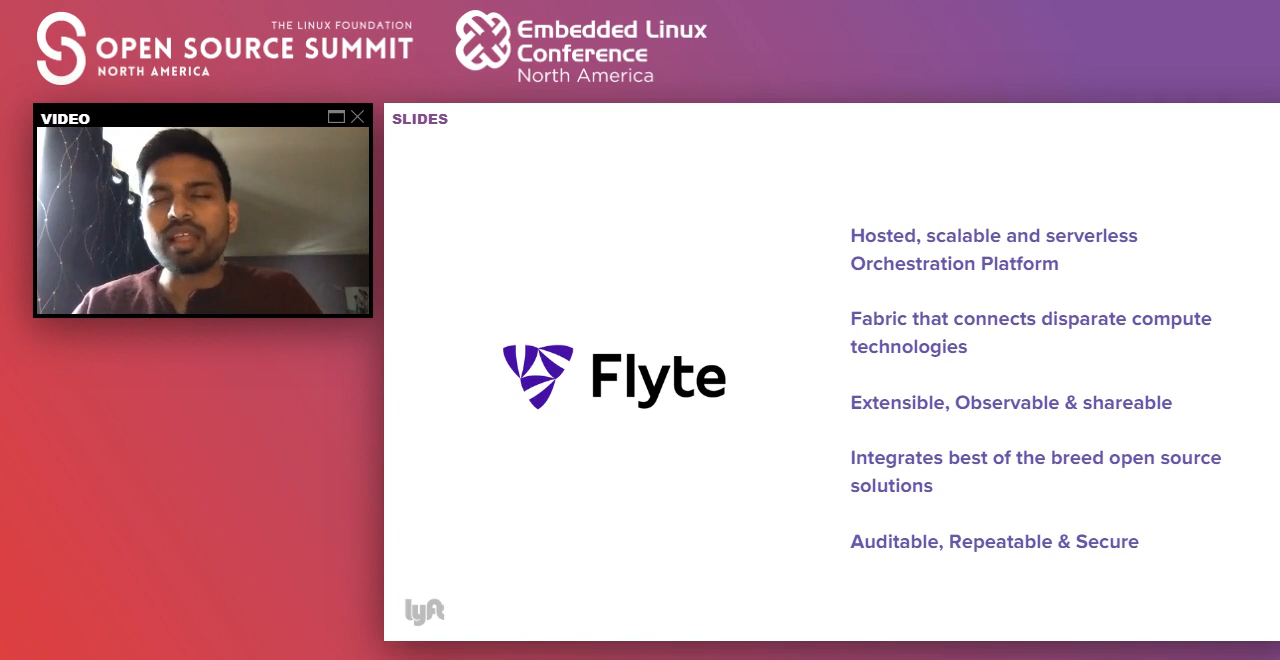 THE LINUX FOUNDATION
OPEN SOURCE SUMMIT
NORTH AMERICA
Embedded Linux
Conference
North America
VIDEO
SLIDES
Hosted, scalable and serverless
Orchestration Platform
Fabric that connects disparate compute
technologies
Flyte
Extensible, Observable & shareable
Integrates best of the breed open source
solutions
Auditable, Repeatable & Secure
lyft